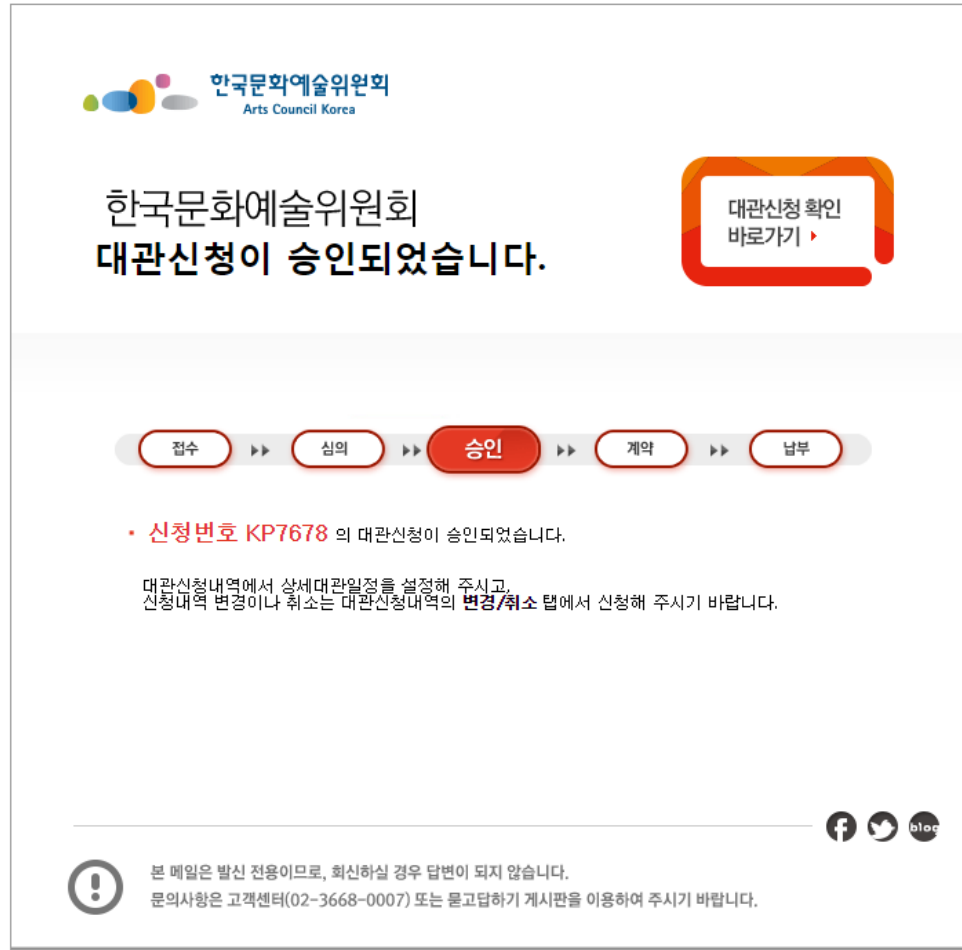 한국문화예술위원회
Arts Council Korea
한국문화예술위원회
대관신청이 승인되었습니다.
대관신청 확인
바로가기
접수 심의 승인 계약 납부
신청번호 KP7678 의 대관신청이 승인되었습니다.
대관신청내역에서 상세대관일정을 설정해 주시고,
신청내역 변경이나 취소는 대관신청내역의 변경/취소 탭에서 신청해 주시기 바랍니다.
f blog
본 메일은 발신 전용이므로, 회신하실 경우 답변이 되지 않습니다.
문의사항은 고객센터(02-3668-0007) 또는 묻고답하기 게시판을 이용하여 주시기 바랍니다.